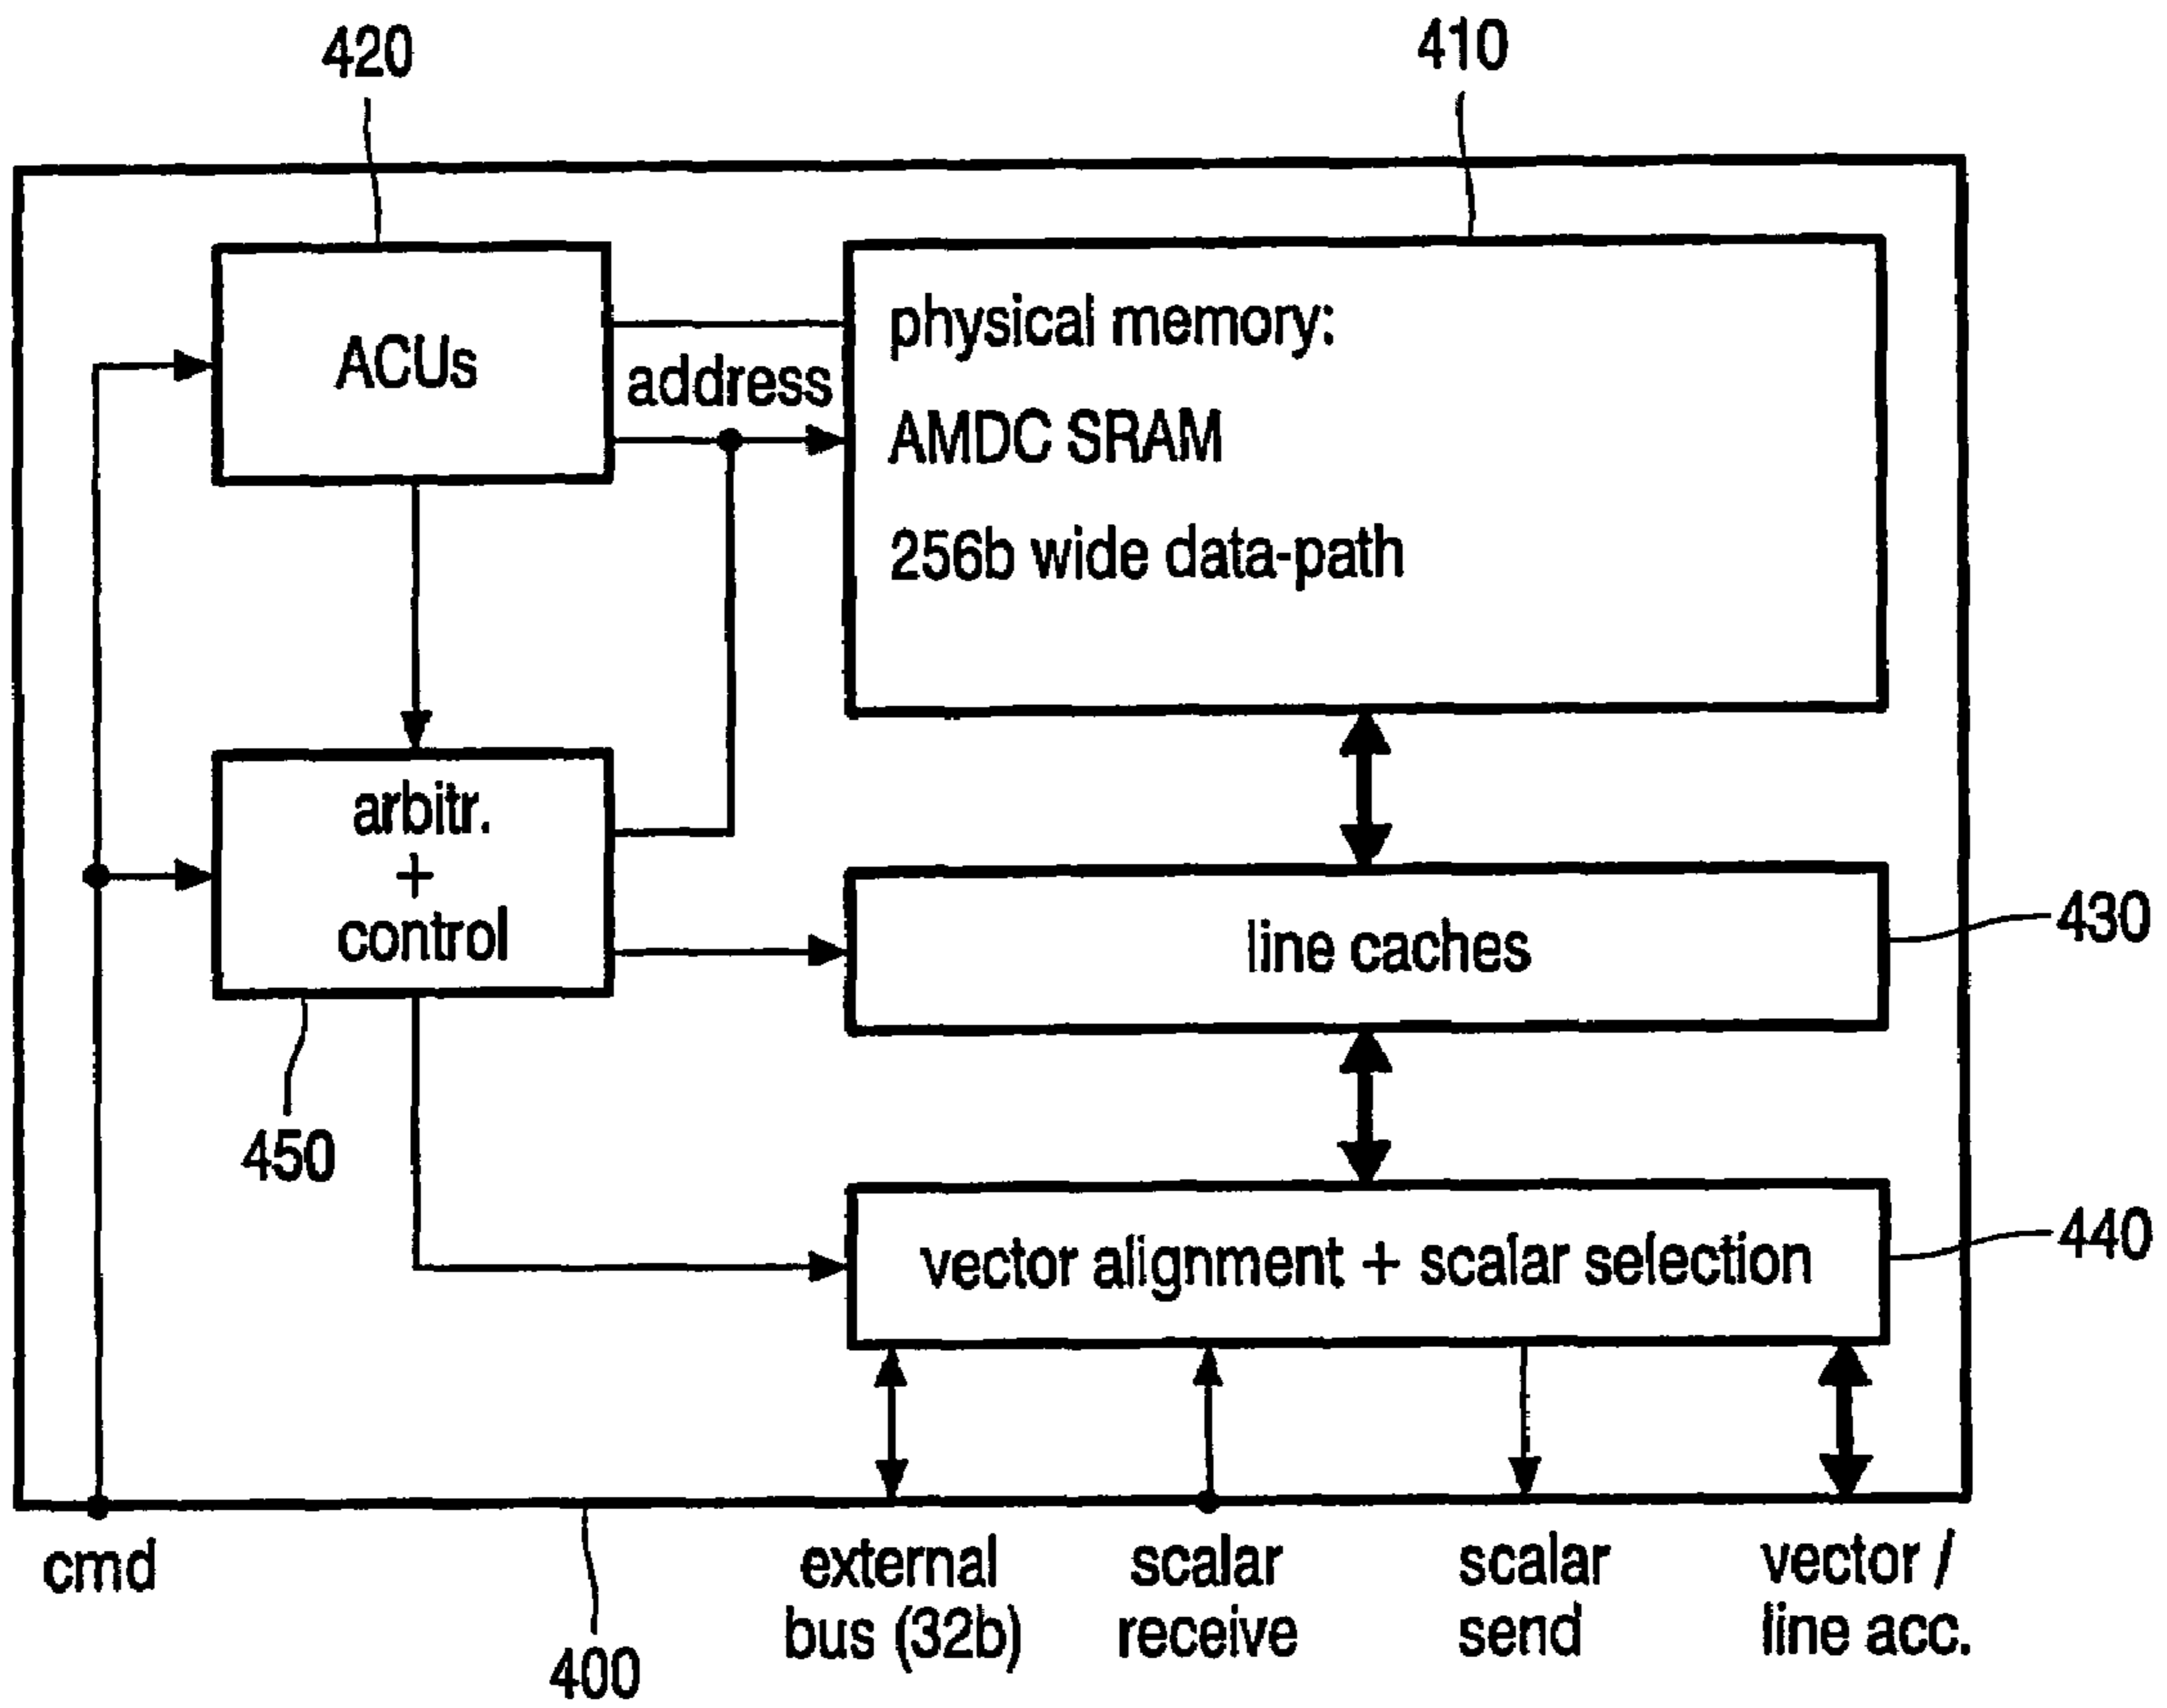 420
410
ACUs
address
physical memory:
AMDC SRAM
256b wide data-path
arbitr.
+
control
line caches
430
450
vector alignment + scalar selection
440
cmd
external
bus (32b)
scalar
receive
scalar
send
vector /
line acc.
400